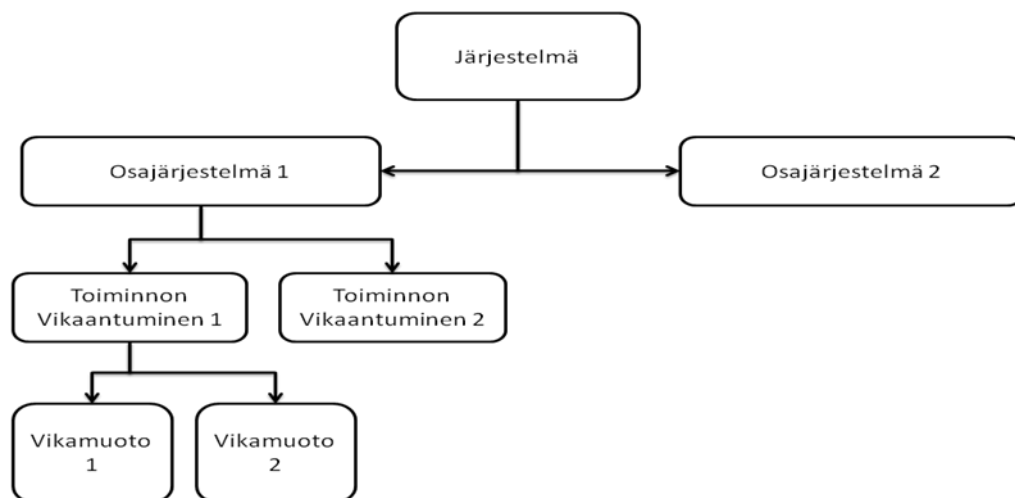 Järjestelmä
Osajärjestelmä 1
Osajärjestelmä 2
Toiminnon
Vikaantuminen 1
Toiminnon
Vikaantuminen 2
Vikamuoto
1
Vikamuoto
2